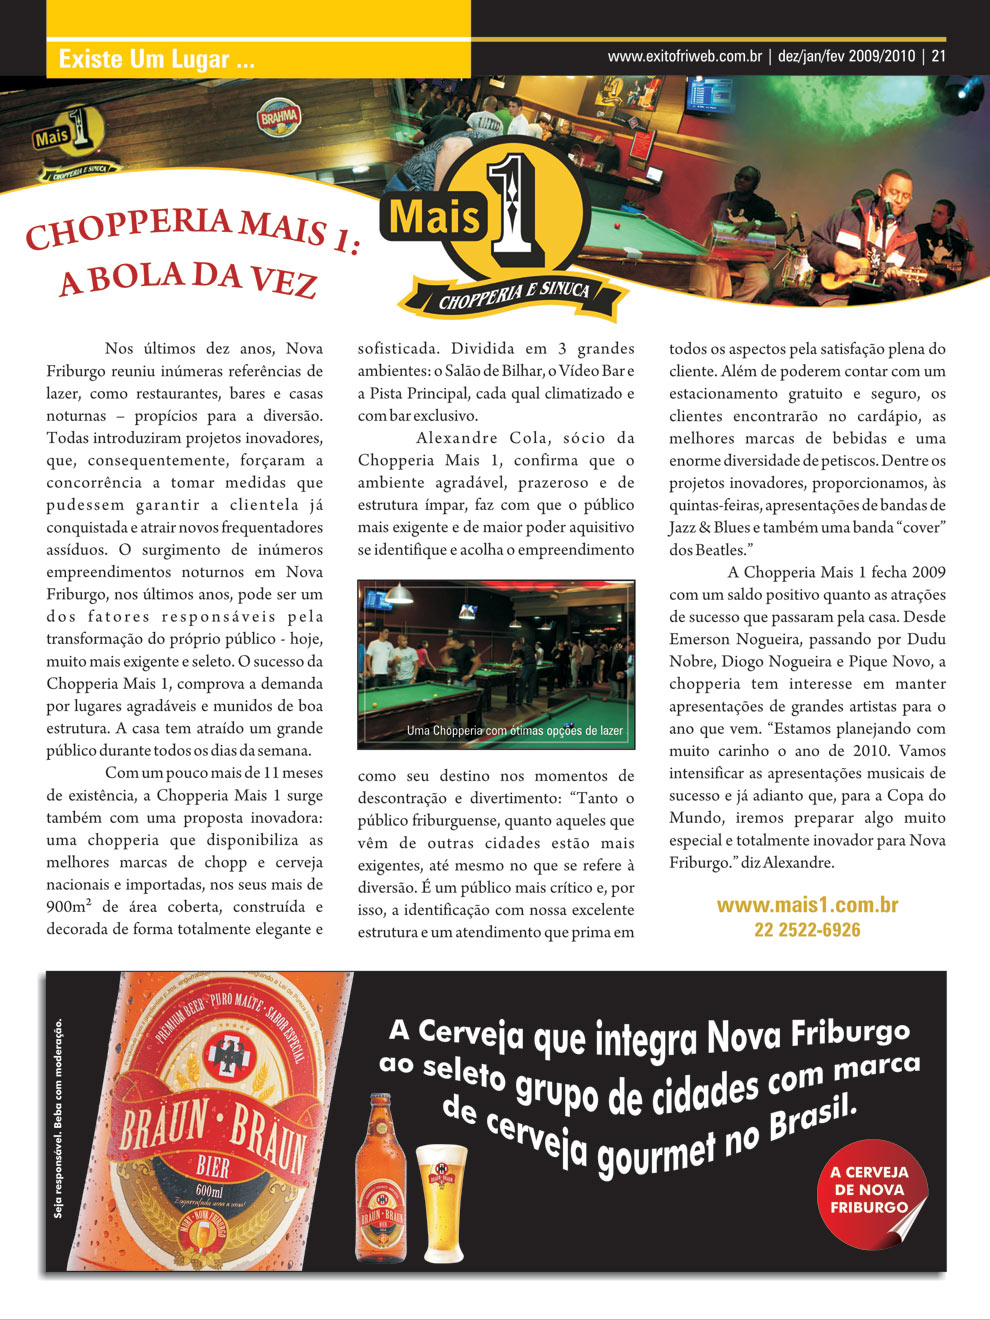 Existe Um Lugar ...
www.exitofriweb.com.br | dez/jan/fev 2009/2010 | 21
Mais 1
CHOPPERIA E SINUCA
BRAHMA
Mais 1
CHOPPERIA E SINUCA
CHOPPERIA MAIS 1:
A BOLA DA VEZ
Nos últimos dez anos, Nova
Friburgo reuniu inúmeras referências de
lazer, como restaurantes, bares e casas
noturnas – propícios para a diversão.
Todas introduziram projetos inovadores,
que, consequentemente, forçaram a
concorrência a tomar medidas que
pudessem garantir a clientela já
conquistada e atrair novos frequentadores
assíduos. O surgimento de inúmeros
empreendimentos noturnos em Nova
Friburgo, nos últimos anos, pode ser um
dos fatores responsáveis pela
transformação do próprio público - hoje,
muito mais exigente e seleto. O sucesso da
Chopperia Mais 1, comprova a demanda
por lugares agradáveis e munidos de boa
estrutura. A casa tem atraído um grande
público durante todos os dias da semana.
Com um pouco mais de 11 meses
de existência, a Chopperia Mais 1 surge
também com uma proposta inovadora:
uma chopperia que disponibiliza as
melhores marcas de chopp e cerveja
nacionais e importadas, nos seus mais de
900m² de área coberta, construída e
decorada de forma totalmente elegante e
sofisticada. Dividida em 3 grandes
ambientes: o Salão de Bilhar, o Vídeo Bar e
a Pista Principal, cada qual climatizado e
com bar exclusivo.
Alexandre Cola, sócio da
Chopperia Mais 1, confirma que o
ambiente agradável, prazeroso e de
estrutura ímpar, faz com que o público
mais exigente e de maior poder aquisitivo
se identifique e acolha o empreendimento
Uma Chopperia com ótimas opções de lazer
como seu destino nos momentos de
descontração e divertimento: “Tanto o
público friburguense, quanto aqueles que
vêm de outras cidades estão mais
exigentes, até mesmo no que se refere à
diversão. É um público mais crítico e, por
isso, a identificação com nossa excelente
estrutura e um atendimento que prima em
todos os aspectos pela satisfação plena do
cliente. Além de poderem contar com um
estacionamento gratuito e seguro, os
clientes encontrarão no cardápio, as
melhores marcas de bebidas e uma
enorme diversidade de petiscos. Dentre os
projetos inovadores, proporcionamos, às
quintas-feiras, apresentações de bandas de
Jazz & Blues e também uma banda “cover”
dos Beatles.”
A Chopperia Mais 1 fecha 2009
com um saldo positivo quanto as atrações
de sucesso que passaram pela casa. Desde
Emerson Nogueira, passando por Dudu
Nobre, Diogo Nogueira e Pique Novo, a
chopperia tem interesse em manter
apresentações de grandes artistas para o
ano que vem. “Estamos planejando com
muito carinho o ano de 2010. Vamos
intensificar as apresentações musicais de
sucesso e já adianto que, para a Copa do
Mundo, iremos preparar algo muito
especial e totalmente inovador para Nova
Friburgo.” diz Alexandre.
www.mais1.com.br
22 2522-6926
Seja responsável. Beba com moderação.
PREMIUM BEER · PURO MALTE · SABOR ESPECIAL
BRÄUN · BRÄUN
BIER
600ml
MURY · NOVA FRIBURGO
BRÄUN · BRÄUN
A Cerveja que integra Nova Friburgo
ao seleto grupo de cidades com marca
de cerveja gourmet no Brasil.
A CERVEJA
DE NOVA
FRIBURGO